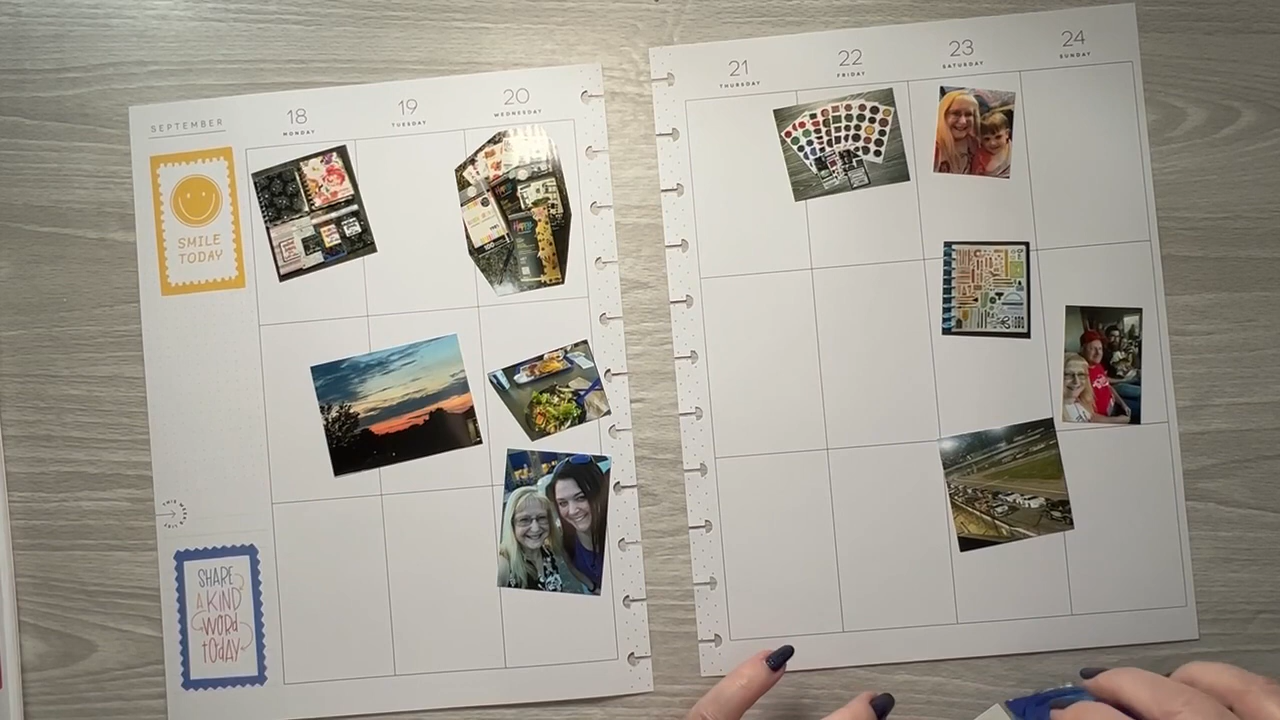 SEPTEMBER
18
MONDAY
19
TUESDAY
20
WEDNESDAY
21
THURSDAY
22
FRIDAY
23
SATURDAY
24
SUNDAY
SMILE
TODAY
SHARE
A KIND
WORD
TODAY